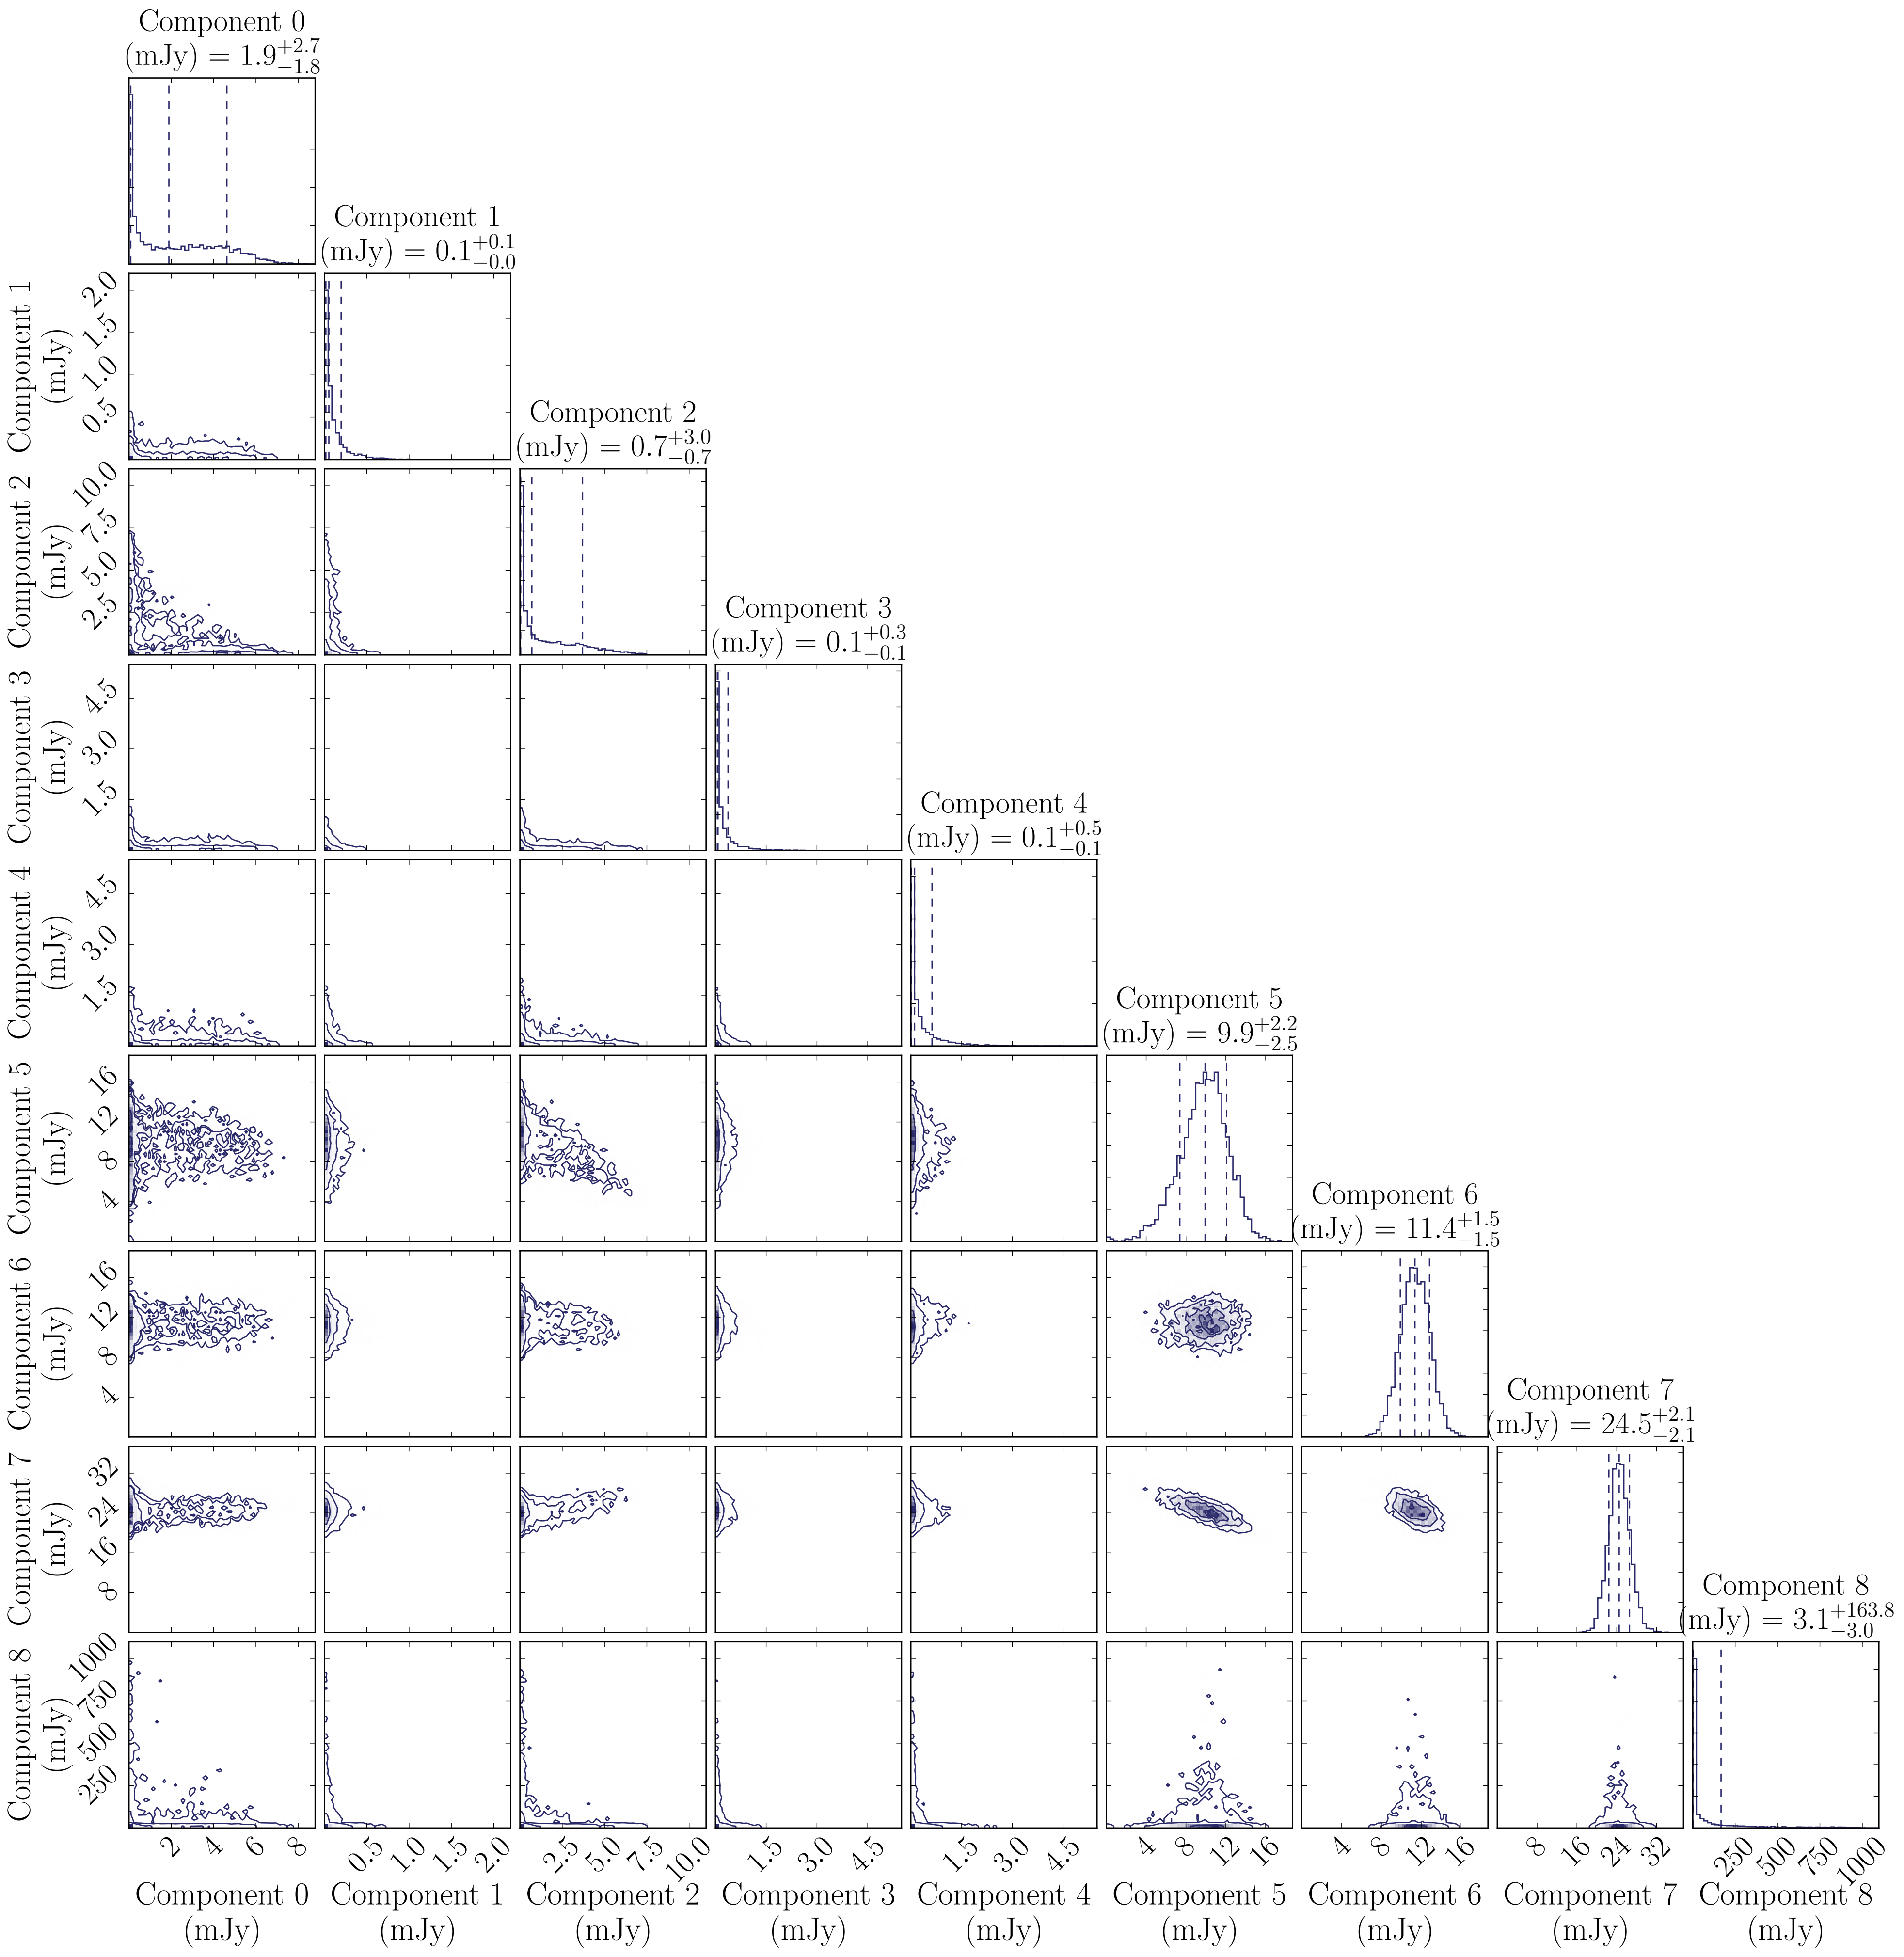 Component 0
(mJy) = 1.9+2.7−1.8
Component 1
(mJy) = 0.1+0.1−0.0
Component 2
(mJy) = 0.7+3.0−0.7
Component 3
(mJy) = 0.1+0.3−0.1
Component 4
(mJy) = 0.1+0.5−0.1
Component 5
(mJy) = 9.9+2.2−2.5
Component 6
(mJy) = 11.4+1.5−1.5
Component 7
(mJy) = 24.5+2.1−2.1
Component 8
(mJy) = 3.1+163.8−3.0
Component 1
(mJy)
2.0
1.5
1.0
0.5
Component 2
(mJy)
10.0
7.5
5.0
2.5
Component 3
(mJy)
4.5
3.0
1.5
Component 4
(mJy)
4.5
3.0
1.5
Component 5
(mJy)
16
12
8
4
Component 6
(mJy)
16
12
8
4
Component 7
(mJy)
32
24
16
8
Component 8
(mJy)
1000
750
500
250
2 4 6 8
0.5 1.0 1.5 2.0
2.5 5.0 7.5 10.0
1.5 3.0 4.5
1.5 3.0 4.5
4 8 12 16
4 8 12 16
8 16 24 32
250 500 750 1000
Component 0
(mJy)
Component 1
(mJy)
Component 2
(mJy)
Component 3
(mJy)
Component 4
(mJy)
Component 5
(mJy)
Component 6
(mJy)
Component 7
(mJy)
Component 8
(mJy)